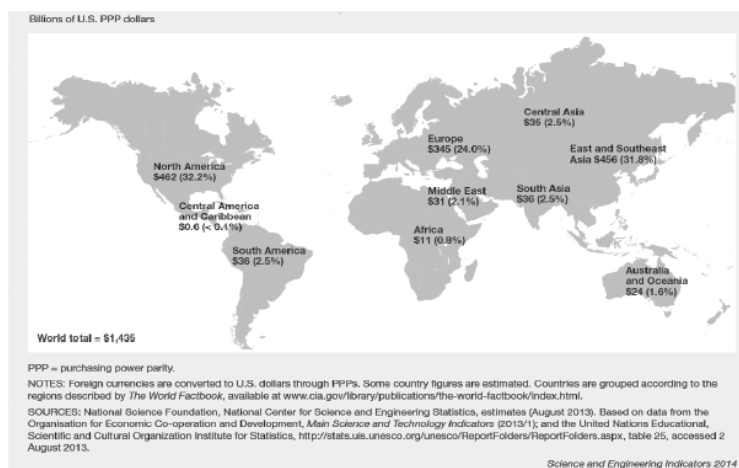 Billions of U.S. PPP dollars
Central Asia
$35 (2.5%)
Europe
$345 (24.0%)
East and Southeast
Asia $456 (31.8%)
North America
$462 (32.2%)
Middle East
$31 (2.1%)
South Asia
$36 (2.5%)
Central America
and Caribbean
$0.6 (< 0.1%)
Africa
$11 (0.8%)
South America
$36 (2.5%)
Australia
and Oceania
$24 (1.6%)
World total = $1,435
PPP = purchasing power parity.
NOTES: Foreign currencies are converted to U.S. dollars through PPPs. Some country figures are estimated. Countries are grouped according to the
regions described by The World Factbook, available at www.cia.gov/library/publications/the-world-factbook/index.html.
SOURCES: National Science Foundation, National Center for Science and Engineering Statistics, estimates (August 2013). Based on data from the
Organisation for Economic Co-operation and Development, Main Science and Technology Indicators (2013/1); and the United Nations Educational,
Scientific and Cultural Organization Institute for Statistics, http://stats.uis.unesco.org/unesco/ReportFolders/ReportFolders.aspx, table 25, accessed 2
August 2013.
Science and Engineering Indicators 2014